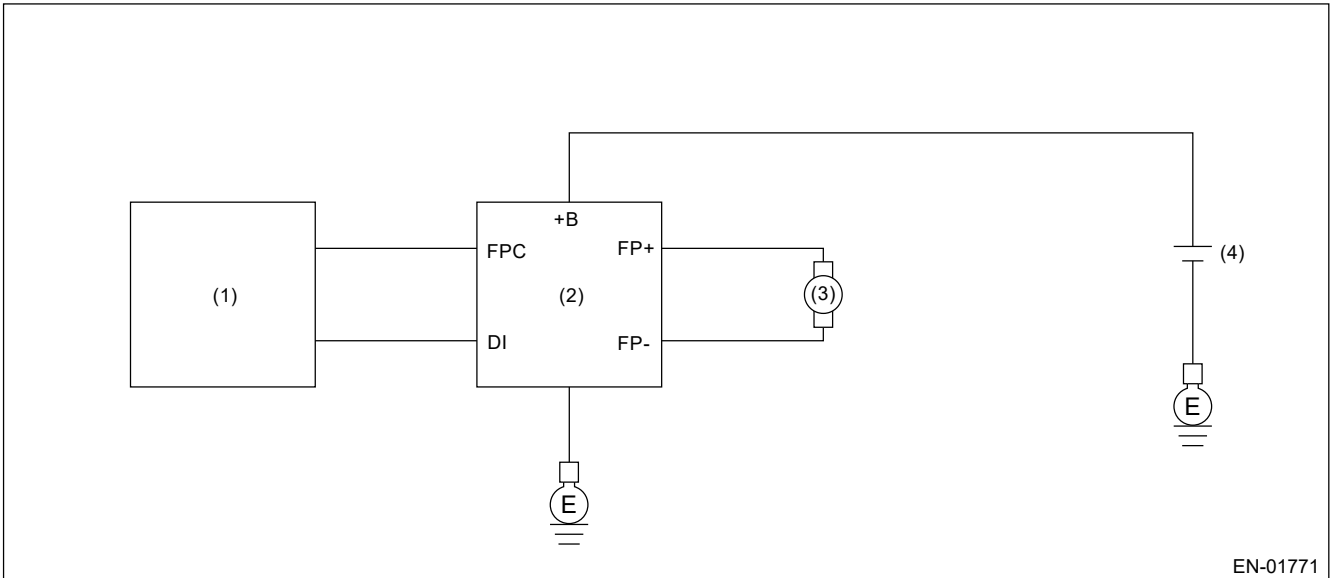 +B
FPC
FP+
(1)
(2)
(3)
(4)
DI
FP-
E
E
EN-01771